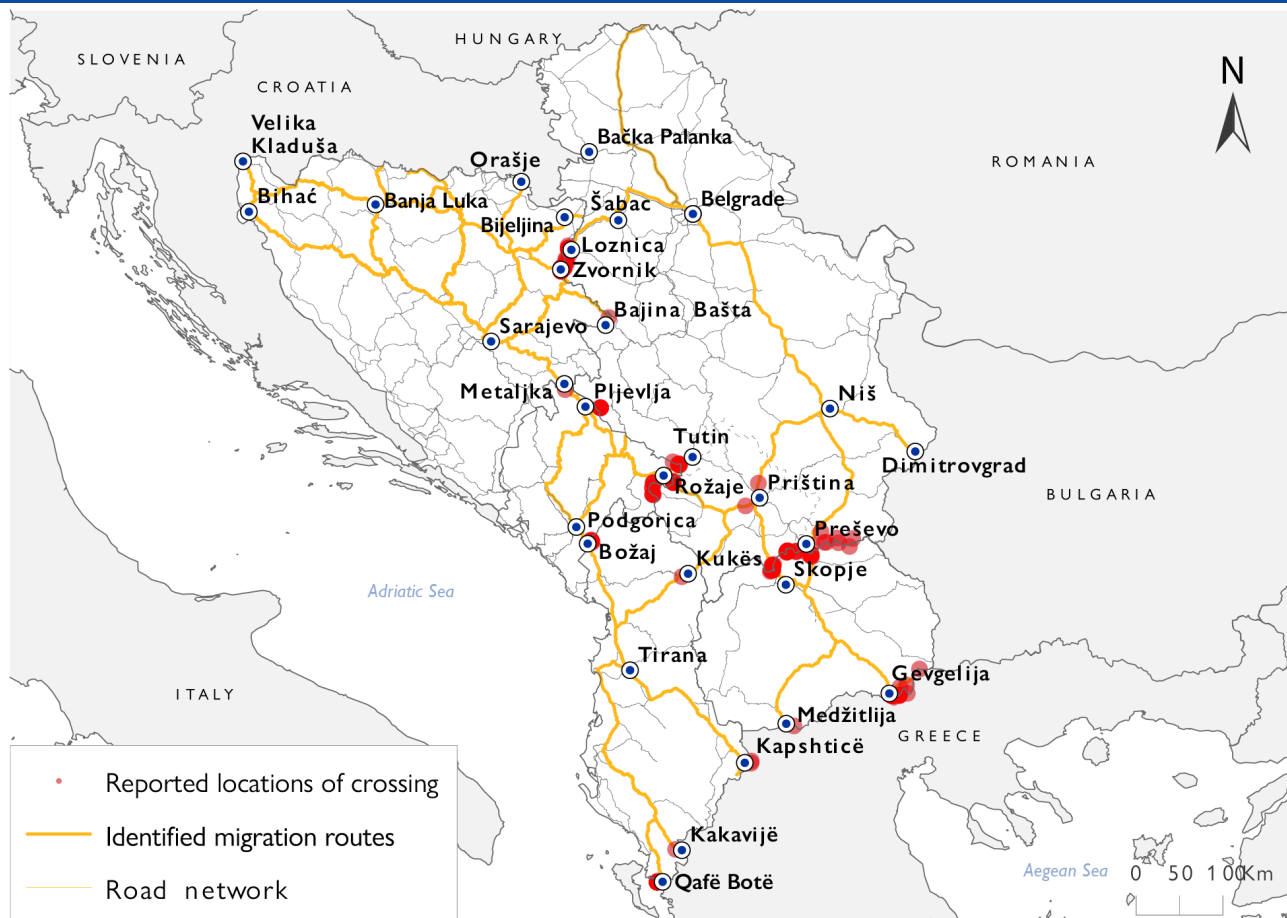 HUNGARY
SLOVENIA
CROATIA
N
Velika
Kladuša
Bačka Palanka
ROMANIA
Orašje
Bihać
Banja Luka
Šabac
Belgrade
Bijeljina
Loznica
Zvornik
Bajina Bašta
Sarajevo
Metaljka
Pljevlja
Niš
Tutin
Dimitrovgrad
Rožaje
Priština
BULGARIA
Podgorica
Preševo
Božaj
Kukës
Skopje
Adriatic Sea
Tirana
Gevgelija
ITALY
Medžitlija
GREECE
Kapshticë
Reported locations of crossing
Identified migration routes
Kakavijë
Road network
Qafë Botë
Aegean Sea
0 50 100Km